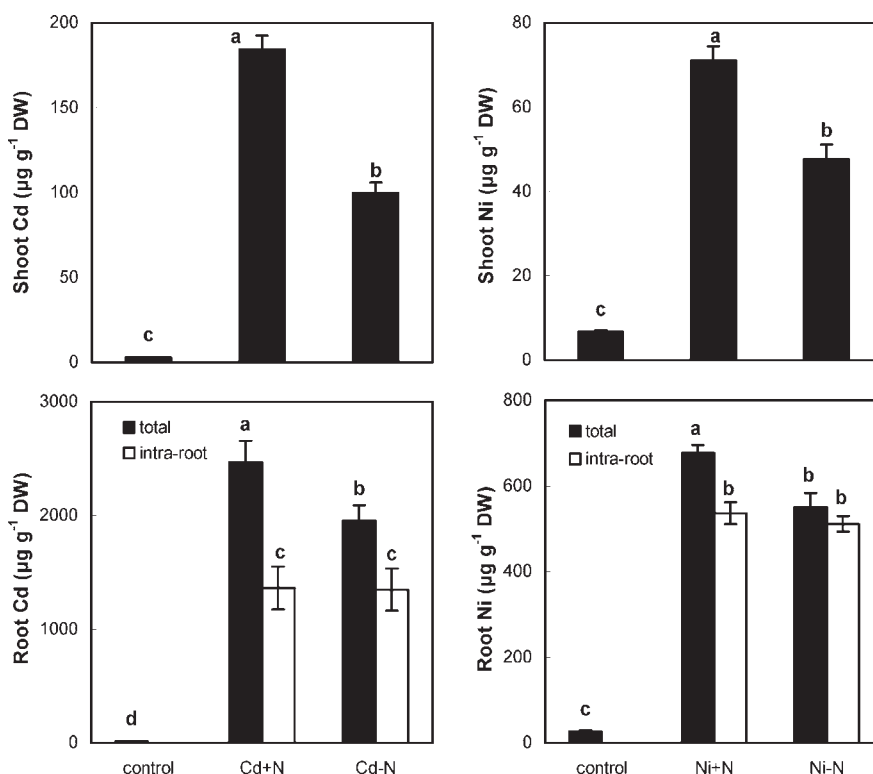 Shoot Cd (µg g⁻¹ DW)
200
150
100
50
0
a
b
c
Shoot Ni (µg g⁻¹ DW)
80
60
40
20
0
a
b
c
Root Cd (µg g⁻¹ DW)
3000
2000
1000
0
total
intra-root
a
b
c
c
d
control
Cd+N
Cd-N
Root Ni (µg g⁻¹ DW)
800
600
400
200
0
total
intra-root
a
b
b
b
c
control
Ni+N
Ni-N